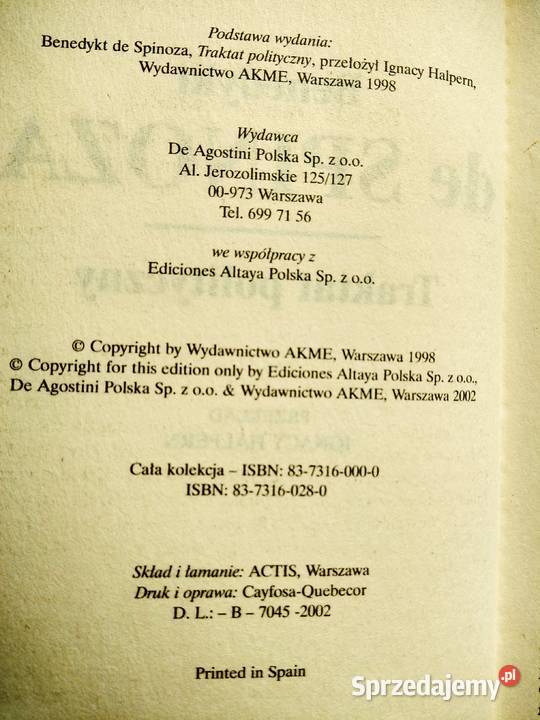 Podstawa wydania:
Benedykt de Spinoza, Traktat polityczny, przełożył Ignacy Halpern,
Wydawnictwo AKME, Warszawa 1998
Wydawca
De Agostini Polska Sp. z o.o.
Al. Jerozolimskie 125/127
00-973 Warszawa
Tel. 699 71 56
we współpracy z
Ediciones Altaya Polska Sp. z o.o.
© Copyright by Wydawnictwo AKME, Warszawa 1998
© Copyright for this edition only by Ediciones Altaya Polska Sp. z o.o.,
De Agostini Polska Sp. z o.o. & Wydawnictwo AKME, Warszawa 2002
Cała kolekcja – ISBN: 83-7316-000-0
ISBN: 83-7316-028-0
Skład i łamanie: ACTIS, Warszawa
Druk i oprawa: Cayfosa-Quebecor
D. L.: – B – 7045 -2002
Printed in Spain
Sprzedajemy.pl